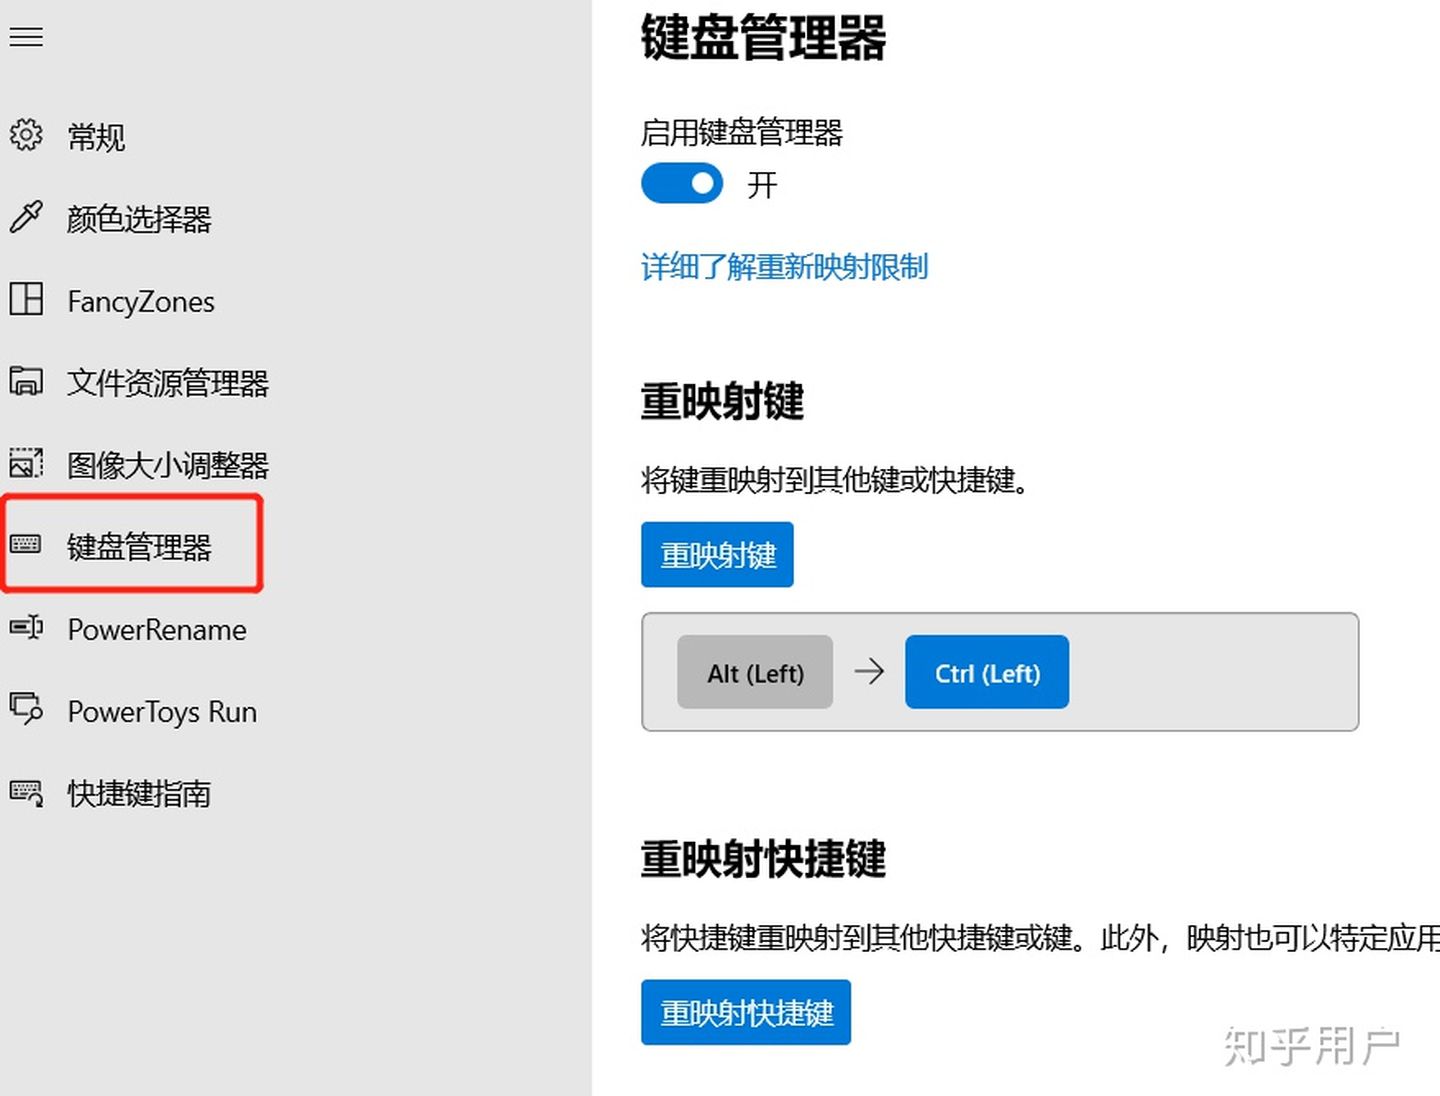 常规
颜色选择器
FancyZones
文件资源管理器
图像大小调整器
键盘管理器
PowerRename
PowerToys Run
快捷键指南
键盘管理器
启用键盘管理器
开
详细了解重新映射限制
重映射键
将键重映射到其他键或快捷键。
重映射键
Alt (Left) → Ctrl (Left)
重映射快捷键
将快捷键重映射到其他快捷键或键。此外，映射也可以特定应用
重映射快捷键
知乎用户